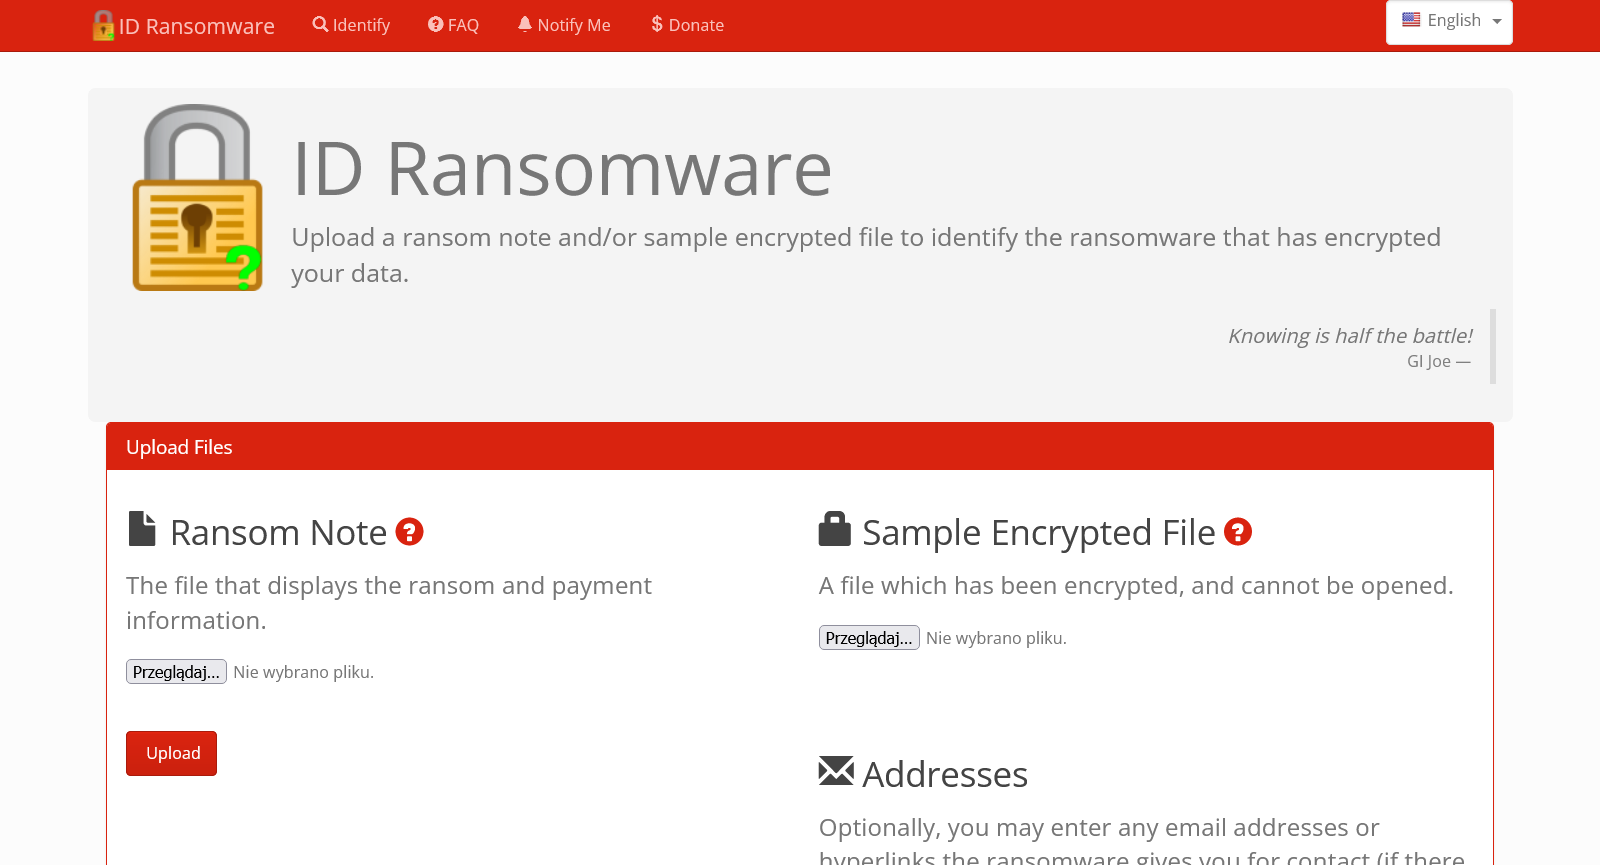 ID Ransomware
Identify
FAQ
Notify Me
Donate
English
ID Ransomware
Upload a ransom note and/or sample encrypted file to identify the ransomware that has encrypted
your data.
Knowing is half the battle!
GI Joe —
Upload Files
Ransom Note
The file that displays the ransom and payment
information.
Przeglądaj... Nie wybrano pliku.
Upload
Sample Encrypted File
A file which has been encrypted, and cannot be opened.
Przeglądaj... Nie wybrano pliku.
Addresses
Optionally, you may enter any email addresses or
hyperlinks the ransomware gives you for contact (if there